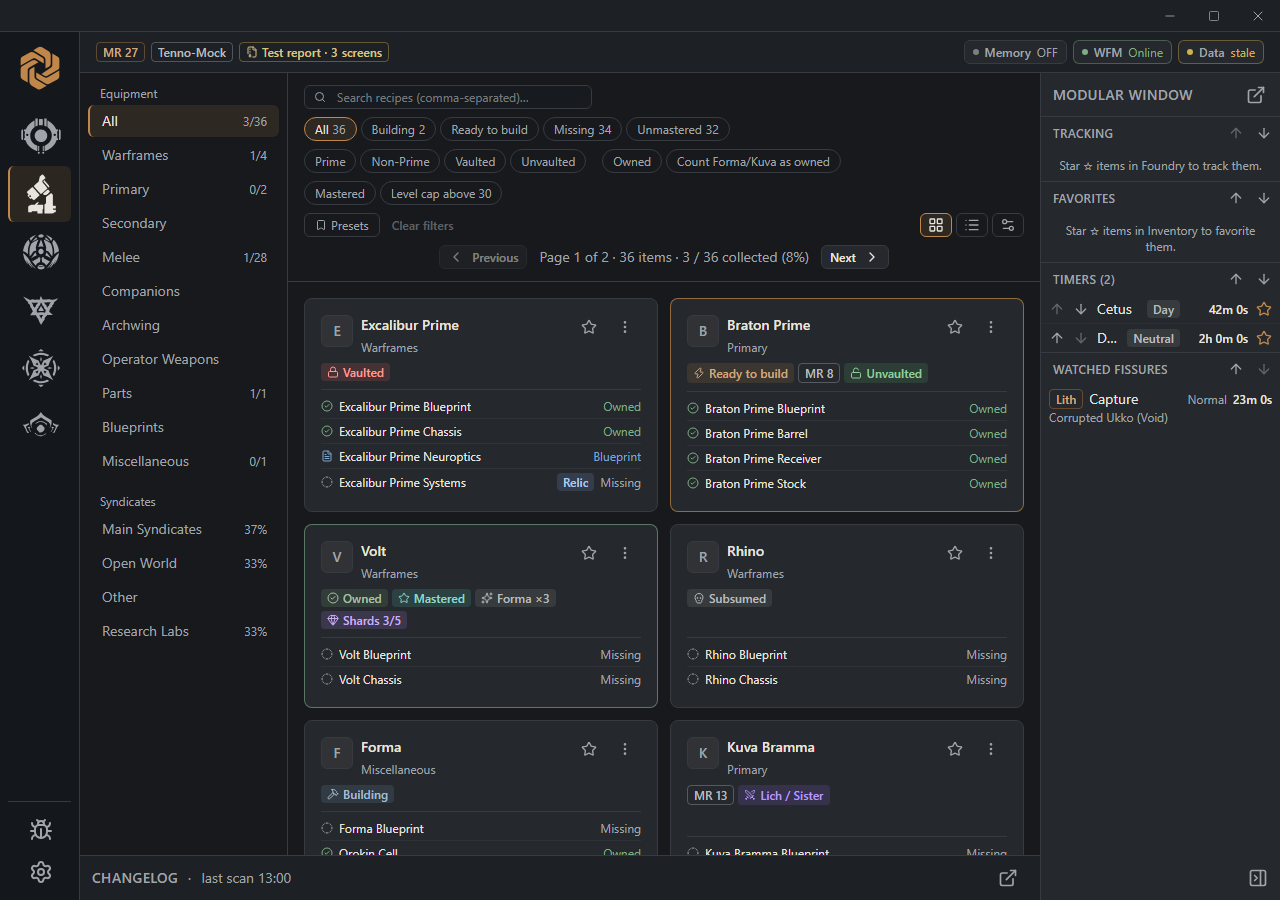 MR 27
Tenno-Mock
Test report · 3 screens
Memory OFF
WFM Online
Data stale
Equipment
All 3/36
Warframes 1/4
Primary 0/2
Secondary
Melee 1/28
Companions
Archwing
Operator Weapons
Parts 1/1
Blueprints
Miscellaneous 0/1
Syndicates
Main Syndicates 37%
Open World 33%
Other
Research Labs 33%
Search recipes (comma-separated)...
All 36 Building 2 Ready to build Missing 34 Unmastered 32
Prime Non-Prime Vaulted Unvaulted Owned Count Forma/Kuva as owned
Mastered Level cap above 30
Presets Clear filters
Previous Page 1 of 2 · 36 items · 3 / 36 collected (8%) Next
E Excalibur Prime
Warframes
Vaulted
Excalibur Prime Blueprint Owned
Excalibur Prime Chassis Owned
Excalibur Prime Neuroptics Blueprint
Excalibur Prime Systems Relic Missing
B Braton Prime
Primary
Ready to build MR 8 Unvaulted
Braton Prime Blueprint Owned
Braton Prime Barrel Owned
Braton Prime Receiver Owned
Braton Prime Stock Owned
V Volt
Warframes
Owned Mastered Forma ×3
Shards 3/5
Volt Blueprint Missing
Volt Chassis Missing
R Rhino
Warframes
Subsumed
Rhino Blueprint Missing
Rhino Chassis Missing
F Forma
Miscellaneous
Building
Forma Blueprint Missing
Orokin Cell Owned
K Kuva Bramma
Primary
MR 13 Lich / Sister
Kuva Bramma Blueprint Missing
MODULAR WINDOW
TRACKING
Star ☆ items in Foundry to track them.
FAVORITES
Star ☆ items in Inventory to favorite
them.
TIMERS (2)
Cetus Day 42m 0s
D... Neutral 2h 0m 0s
WATCHED FISSURES
Lith Capture Normal 23m 0s
Corrupted Ukko (Void)
CHANGELOG · last scan 13:00